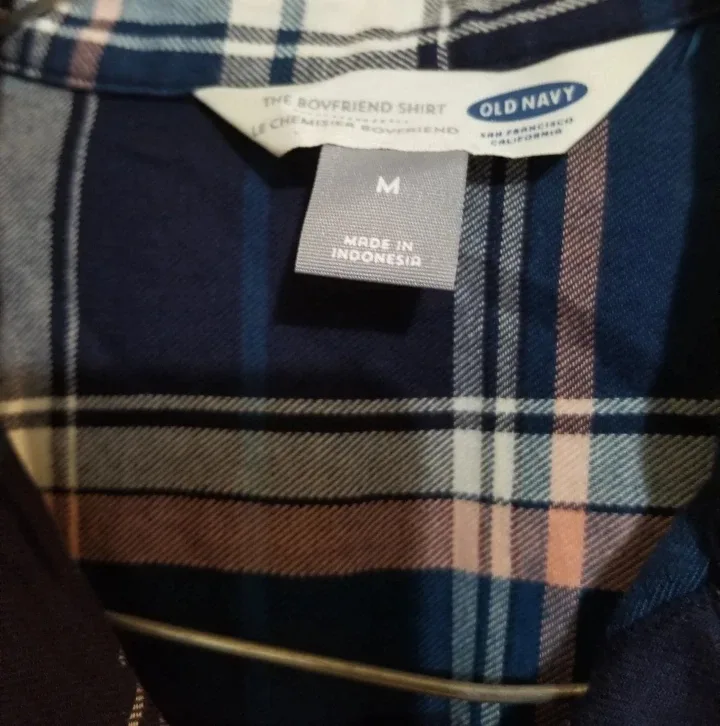 THE BOYFRIEND SHIRT
LE CHEMISIER BOYFRIEND
OLD NAVY
SAN FRANCISCO
CALIFORNIA
M
MADE IN
INDONESIA